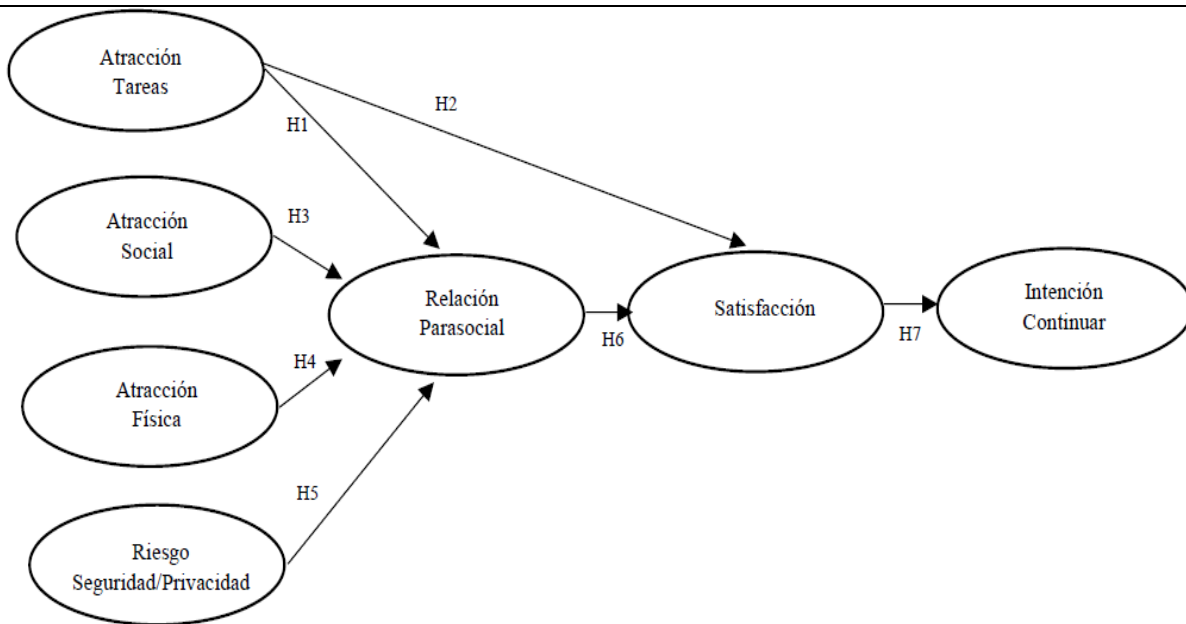 Atracción
Tareas
H1
H2
Atracción
Social
H3
Relación
Parasocial
H6
Satisfacción
H7
Intención
Continuar
Atracción
Física
H4
H5
Riesgo
Seguridad/Privacidad